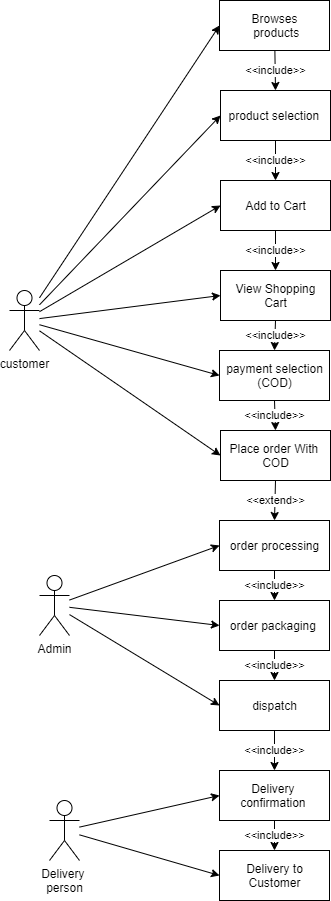 Browses
products
<<include>>
product selection
<<include>>
Add to Cart
<<include>>
View Shopping
Cart
<<include>>
customer
payment selection
(COD)
<<include>>
Place order With
COD
<<extend>>
order processing
<<include>>
order packaging
Admin
<<include>>
dispatch
<<include>>
Delivery
confirmation
<<include>>
Delivery
person
Delivery to
Customer